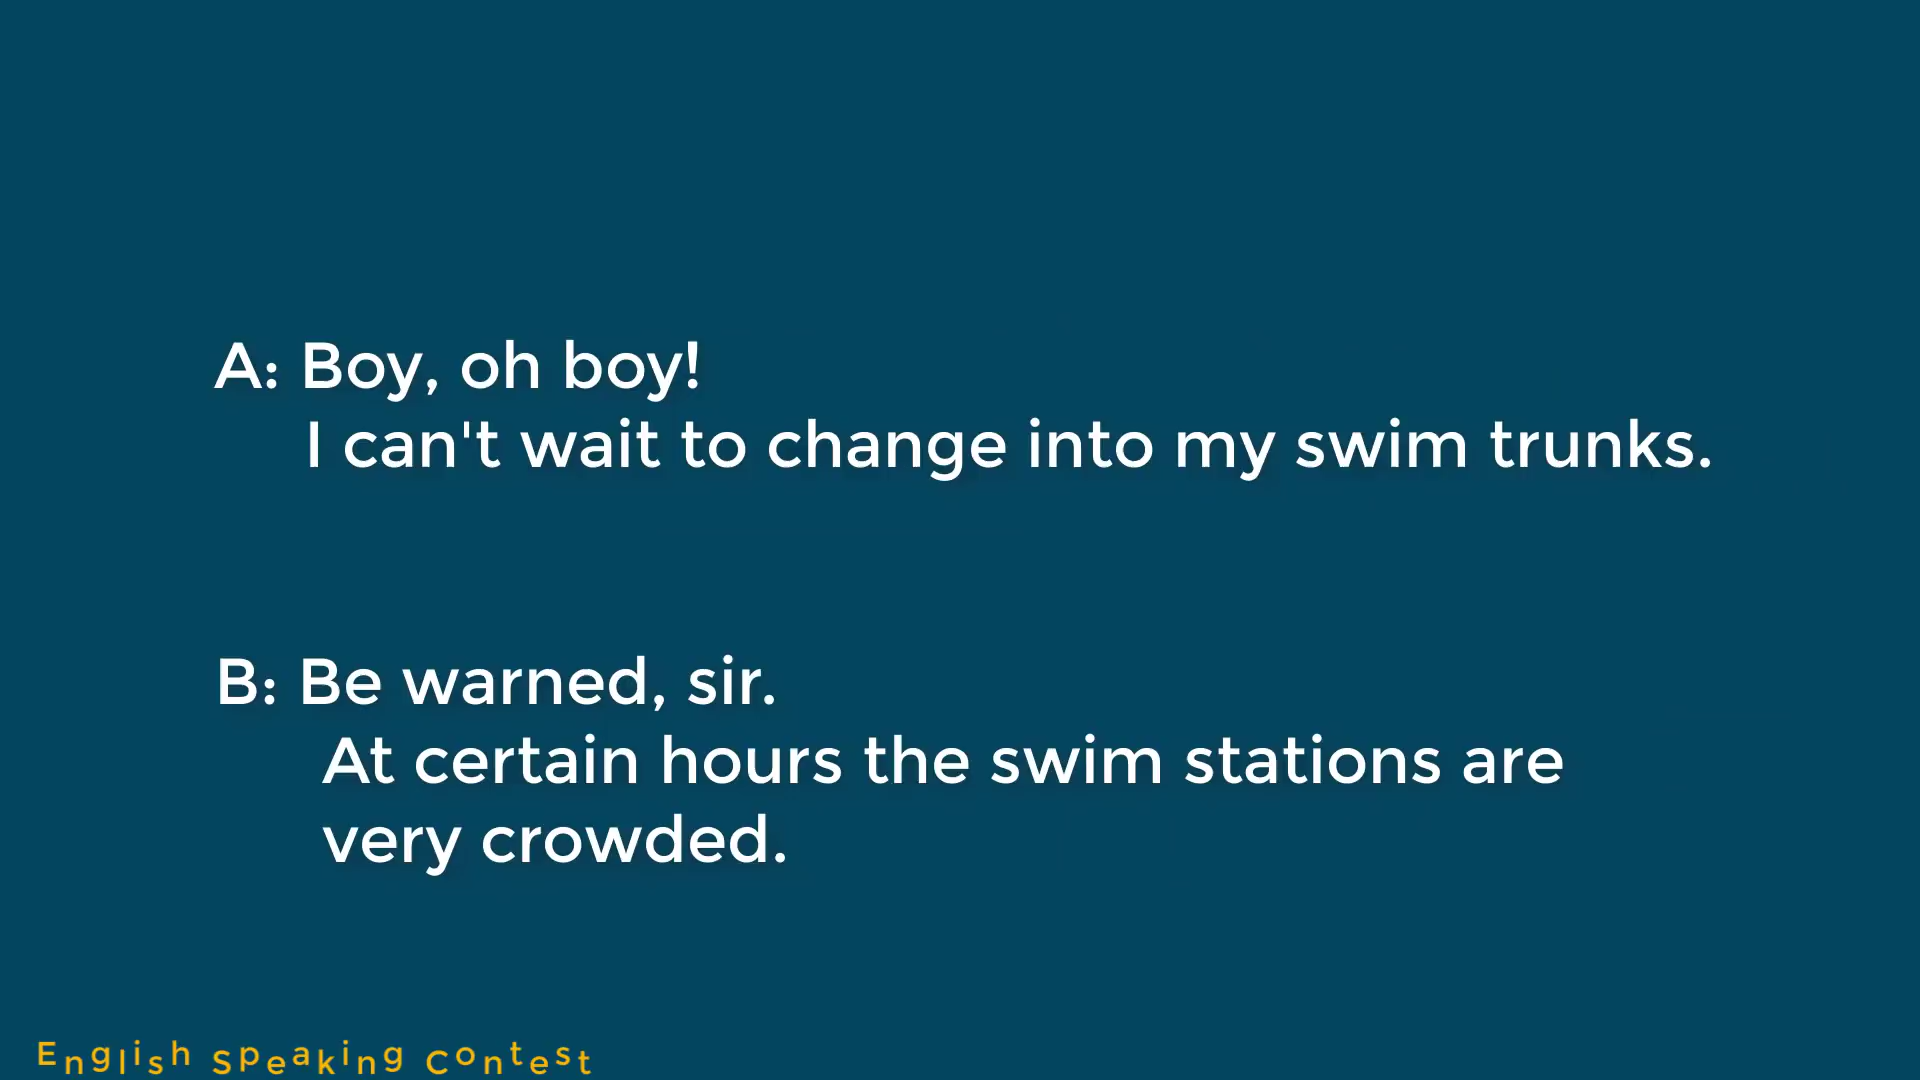 A: Boy, oh boy!
I can't wait to change into my swim trunks.
B: Be warned, sir.
At certain hours the swim stations are
very crowded.
English Speaking Contest